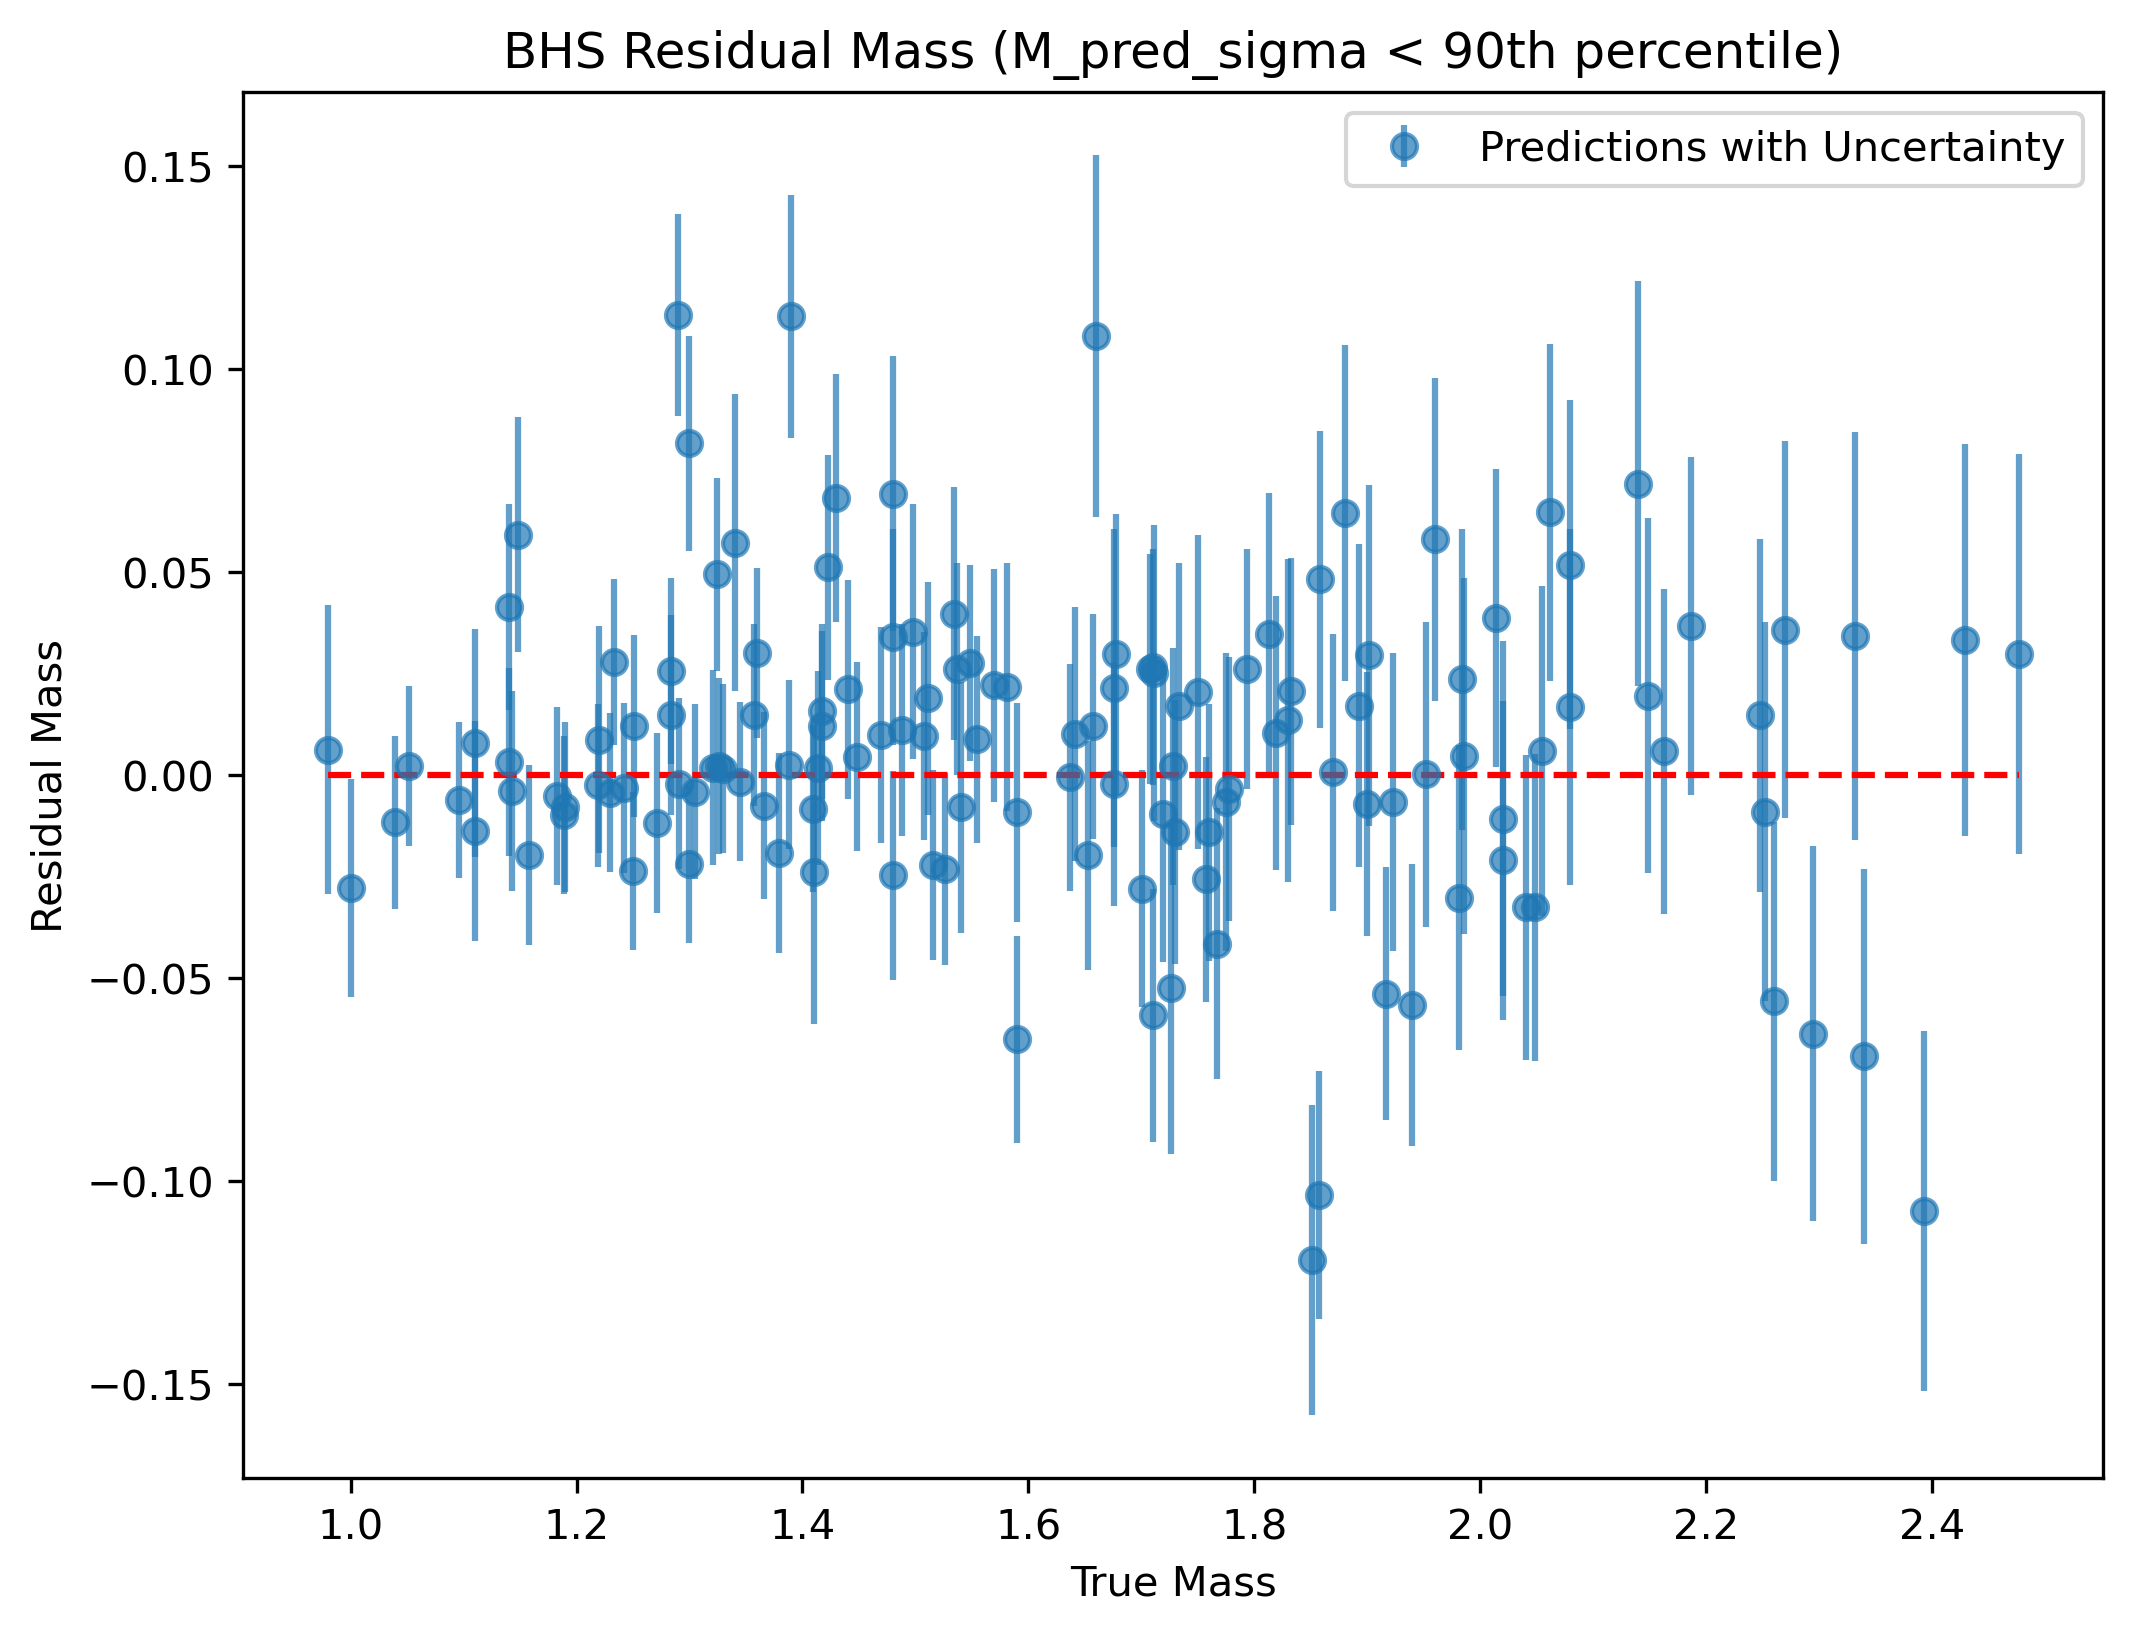 BHS Residual Mass (M_pred_sigma < 90th percentile)
Predictions with Uncertainty
Residual Mass
0.15
0.10
0.05
0.00
−0.05
−0.10
−0.15
1.0 1.2 1.4 1.6 1.8 2.0 2.2 2.4
True Mass